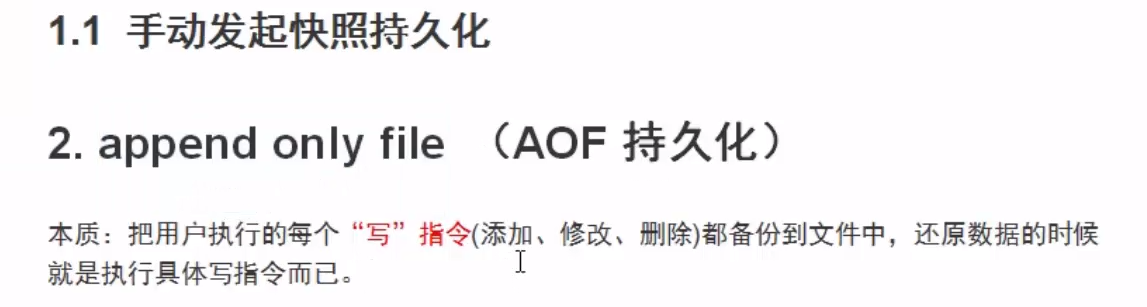 1.1 手动发起快照持久化
2. append only file （AOF 持久化）
本质：把用户执行的每个“写”指令(添加、修改、删除)都备份到文件中，还原数据的时候
就是执行具体写指令而已。